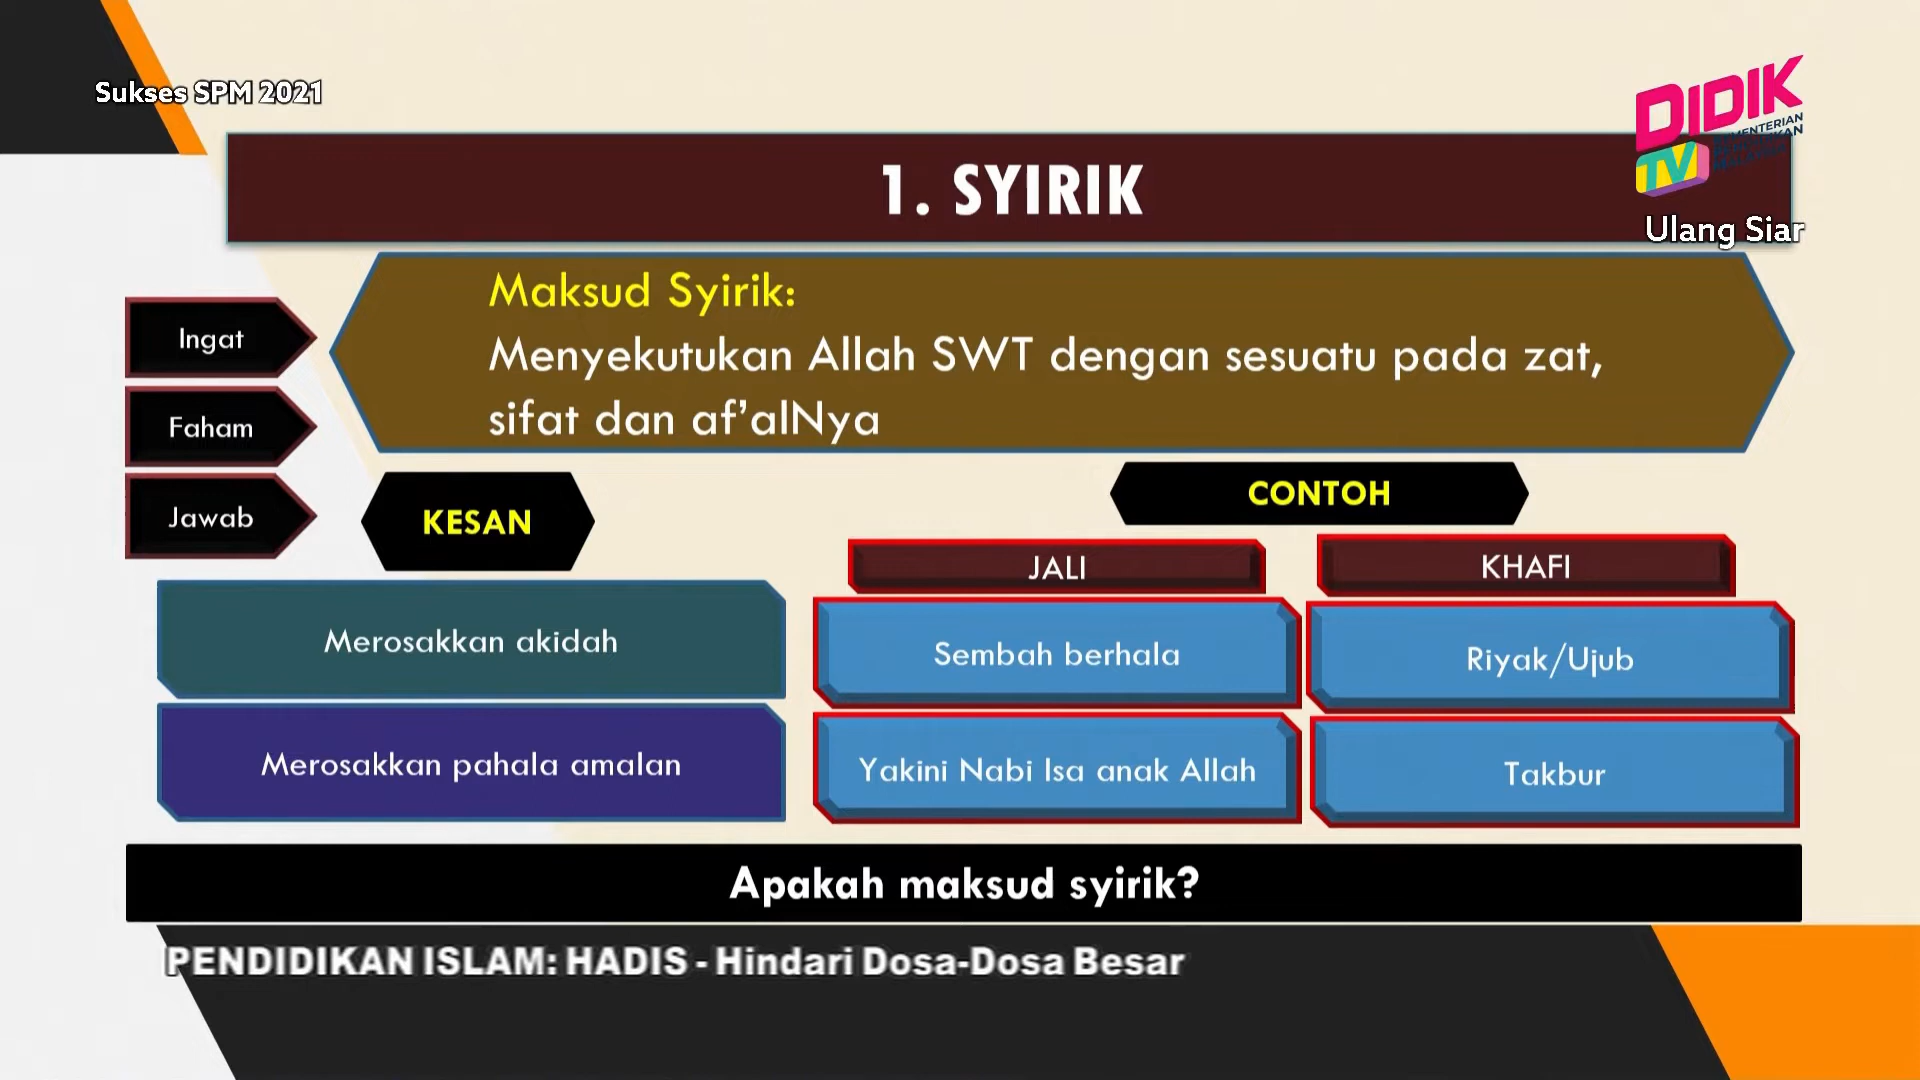 Sukses SPM 2021
DIDIK
TV
KEMENTERIAN
Ulang Siar
1. SYIRIK
Maksud Syirik:
Menyekutukan Allah SWT dengan sesuatu pada zat,
sifat dan af’alNya
Ingat
Faham
Jawab
KESAN
Merosakkan akidah
Merosakkan pahala amalan
CONTOH
JALI
KHAFI
Sembah berhala
Riyak/Ujub
Yakini Nabi Isa anak Allah
Takbur
Apakah maksud syirik?
PENDIDIKAN ISLAM: HADIS - Hindari Dosa-Dosa Besar